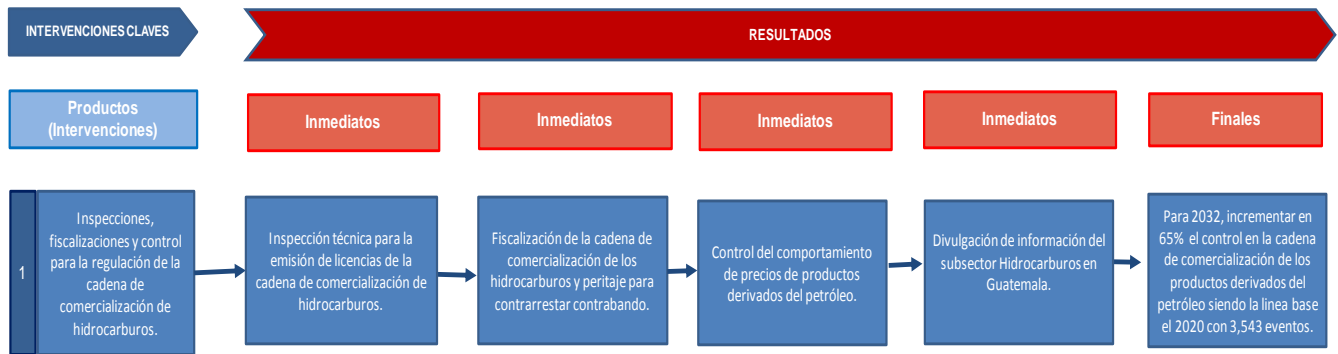 INTERVENCIONES CLAVES
RESULTADOS
Productos
(Intervenciones)
Inmediatos
Inmediatos
Inmediatos
Inmediatos
Finales
1
Inspecciones,
fiscalizaciones y control
para la regulación de la
cadena de
comercialización de
hidrocarburos.
Inspección técnica para la
emisión de licencias de la
cadena de comercialización de
hidrocarburos.
Fiscalización de la cadena de
comercialización de los
hidrocarburos y peritaje para
contrarrestar contrabando.
Control del comportamiento
de precios de productos
derivados del petróleo.
Divulgación de información del
subsector Hidrocarburos en
Guatemala.
Para 2032, incrementar en
65% el control en la cadena
de comercialización de los
productos derivados del
petróleo siendo la linea base
el 2020 con 3,543 eventos.